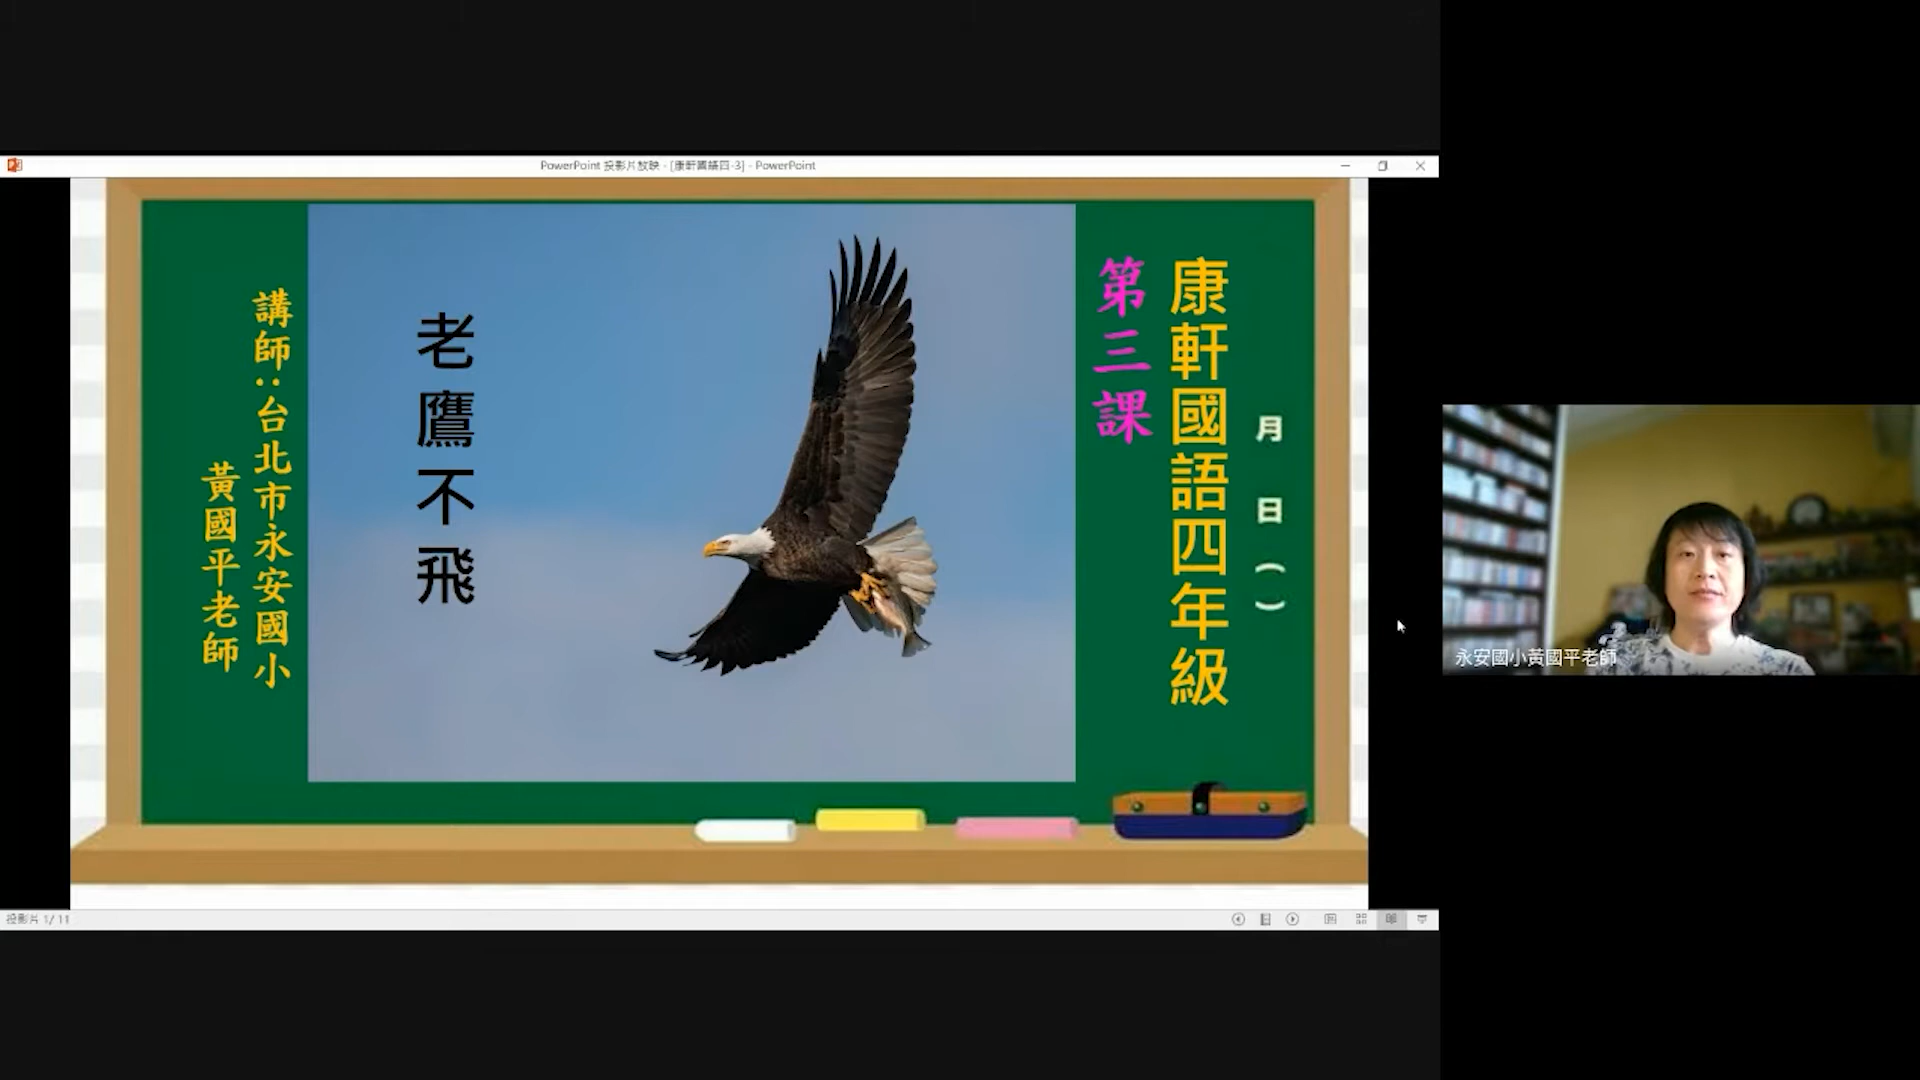 PowerPoint 投影片放映 - [康軒國語四-3] - PowerPoint
月 日 ( )
康軒國語四年級
第三課
老鷹不飛
講師：台北市永安國小
黃國平老師
永安國小黃國平老師
投影片 1/ 11